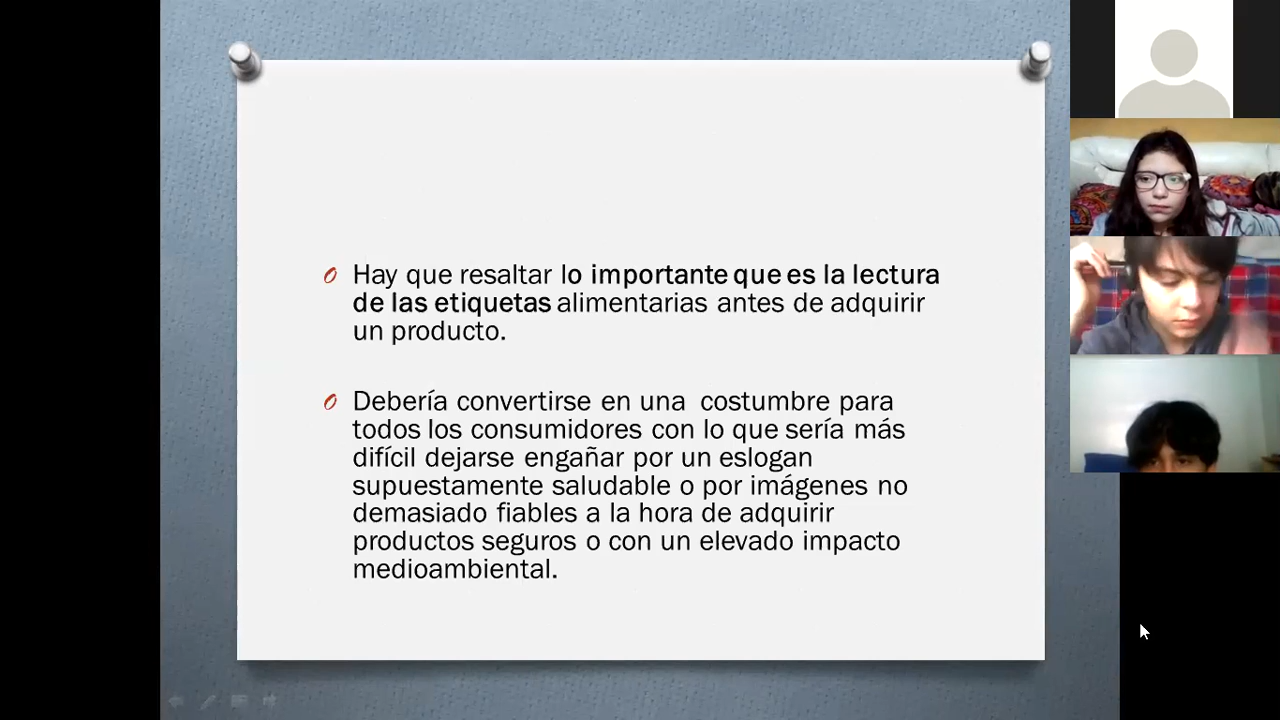 Hay que resaltar lo importante que es la lectura
de las etiquetas alimentarias antes de adquirir
un producto.
Debería convertirse en una costumbre para
todos los consumidores con lo que sería más
difícil dejarse engañar por un eslogan
supuestamente saludable o por imágenes no
demasiado fiables a la hora de adquirir
productos seguros o con un elevado impacto
medioambiental.